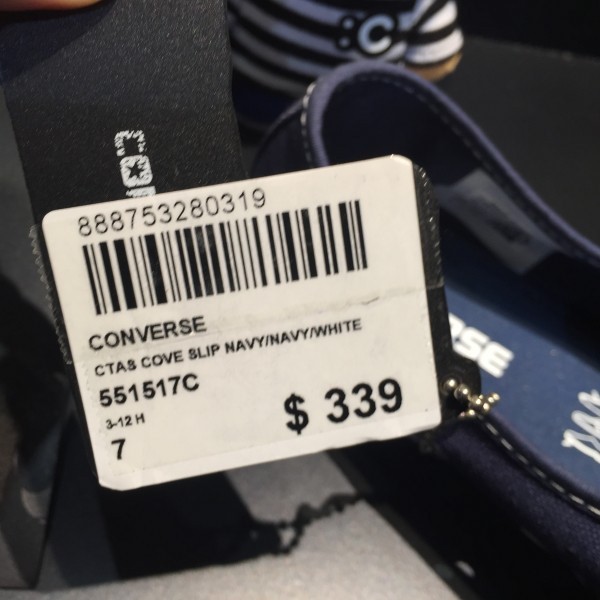 888753280319
CONVERSE
CTAS COVE SLIP NAVY/NAVY/WHITE
551517C
3-12 H
7
$ 339